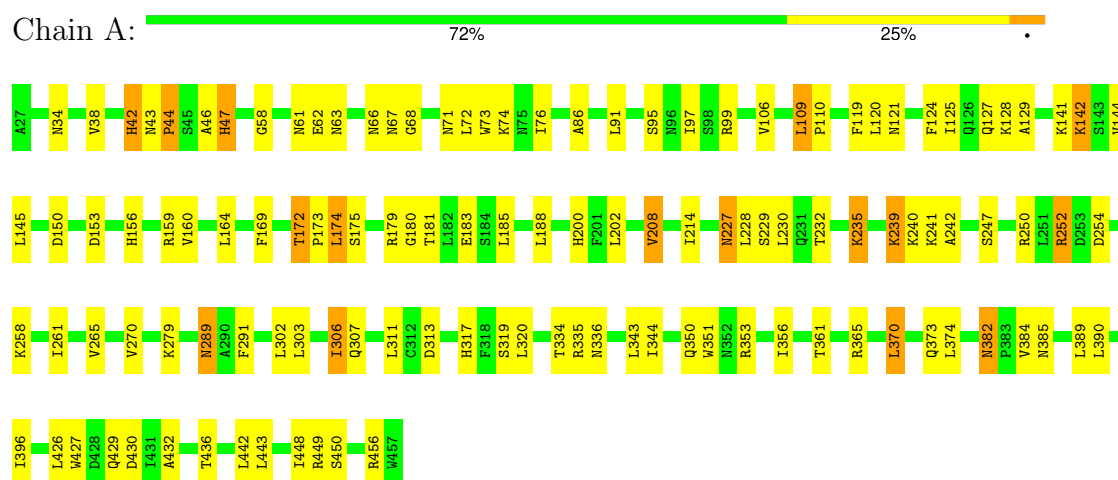 Chain A:
72% 25% •
A27 N34 V38 H42 N43 P44 S45 A46 H47 G58 N61 E62 N63 N66 N67 G68 N71 L72 W73 K74 N75 I76 A86 L91 S95 N96 I97 S98 R99 V106 L109 P110 F119 L120 N121 F124 I125 Q126 Q127 K128 A129 K141 K142 S143
L145 D150 D153 H156 R159 V160 L164 F169 T172 P173 L174 S175 R179 G180 T181 L182 E183 S184 L185 L188 H200 F201 L202 V208 I214 N227 L228 S229 L230 Q231 T232 K235 K239 K240 K241 A242 S247 R250 L251 R252 D253 D254
K258 I261 V265 V270 K279 N289 A290 F291 L302 L303 I306 Q307 L311 C312 D313 H317 F318 S319 L320 T334 R335 N336 L343 I344 Q350 W351 N352 R353 I356 T361 R365 L370 Q373 L374 N382 P383 V384 N385 L389 L390
I396 L426 W427 D428 Q429 D430 I431 A432 T436 L442 L443 I448 R449 S450 R456 W457